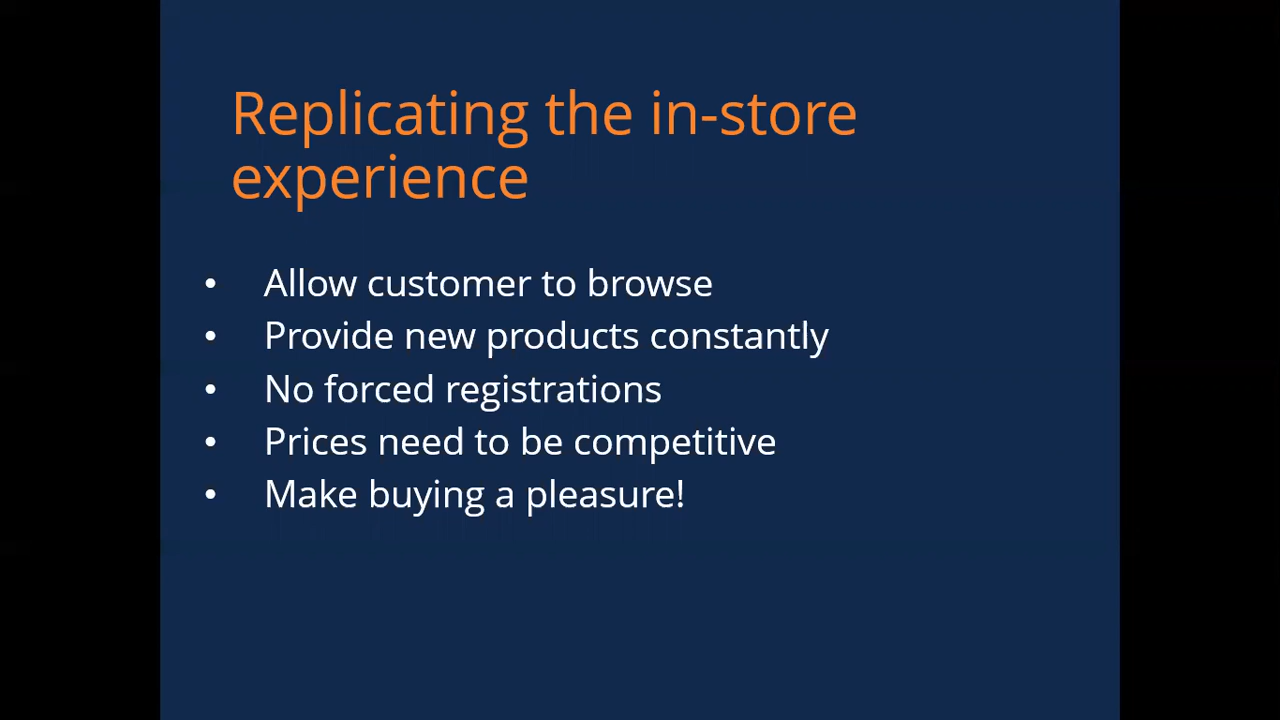 Replicating the in-store
experience
• Allow customer to browse
• Provide new products constantly
• No forced registrations
• Prices need to be competitive
• Make buying a pleasure!